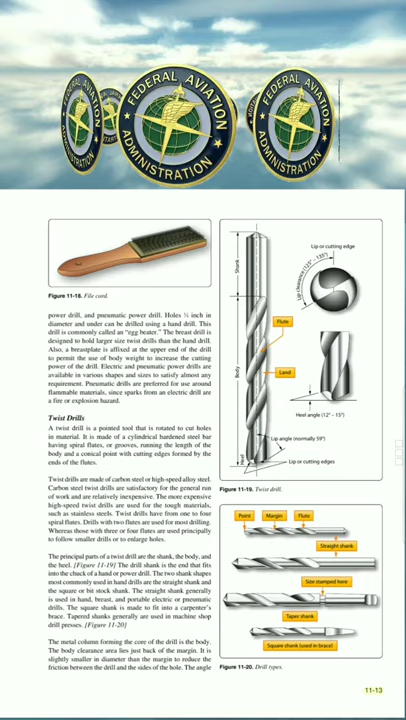 FEDERAL AVIATION
ADMINISTRATION
FEDERAL AVIATION
ADMINISTRATION
FEDERAL AVIATION
ADMINISTRATION
Figure 11-18. File card.
power drill, and pneumatic power drill. Holes ¼ inch in
diameter and under can be drilled using a hand drill. This
drill is commonly called an “egg beater.” The breast drill is
designed to hold larger size twist drills than the hand drill.
Also, a breastplate is affixed at the upper end of the drill
to permit the use of body weight to increase the cutting
power of the drill. Electric and pneumatic power drills are
available in various shapes and sizes to satisfy almost any
requirement. Pneumatic drills are preferred for use around
flammable materials, since sparks from an electric drill are
a fire or explosion hazard.
Twist Drills
A twist drill is a pointed tool that is rotated to cut holes
in material. It is made of a cylindrical hardened steel bar
having spiral flutes, or grooves, running the length of the
body and a conical point with cutting edges formed by the
ends of the flutes.
Twist drills are made of carbon steel or high-speed alloy steel.
Carbon steel twist drills are satisfactory for the general run
of work and are relatively inexpensive. The more expensive
high-speed twist drills are used for the tough materials,
such as stainless steels. Twist drills have from one to four
spiral flutes. Drills with two flutes are used for most drilling.
Whereas those with three or four flutes are used principally
to follow smaller drills or to enlarge holes.
The principal parts of a twist drill are the shank, the body, and
the heel. [Figure 11-19] The drill shank is the end that fits
into the chuck of a hand or power drill. The two shank shapes
most commonly used in hand drills are the straight shank and
the square or bit stock shank. The straight shank generally
is used in hand, breast, and portable electric or pneumatic
drills. The square shank is made to fit into a carpenter’s
brace. Tapered shanks generally are used in machine shop
drill presses. [Figure 11-20]
The metal column forming the core of the drill is the body.
The body clearance area lies just back of the margin. It is
slightly smaller in diameter than the margin to reduce the
friction between the drill and the sides of the hole. The angle
Lip or cutting edge
Lip clearance (125° - 135°)
Shank
Flute
Body
Land
Heel angle (12° - 15°)
Lip angle (normally 59°)
Heel
Lip or cutting edges
Figure 11-19. Twist drill.
Point
Margin
Flute
Straight shank
Size stamped here
Taper shank
Square shank (used in brace)
Figure 11-20. Drill types.
11-13